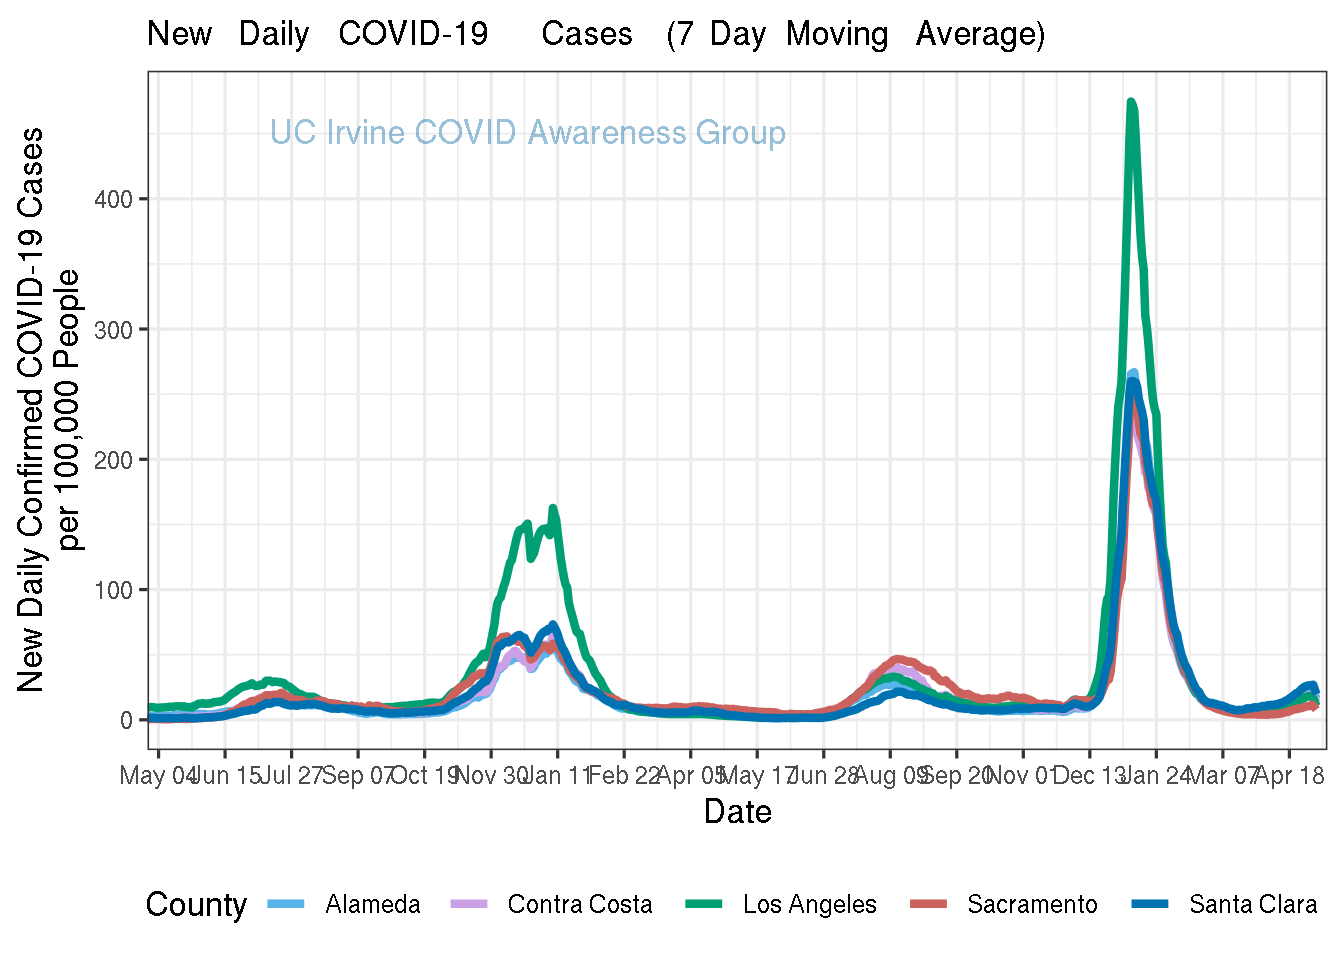 New Daily COVID-19 Cases (7 Day Moving Average)
UC Irvine COVID Awareness Group
New Daily Confirmed COVID-19 Cases
per 100,000 People
400
300
200
100
0
May 04 Jun 15 Jul 27 Sep 07 Oct 19 Nov 30 Jan 11 Feb 22 Apr 05 May 17 Jun 28 Aug 09 Sep 20 Nov 01 Dec 13 Jan 24 Mar 07 Apr 18
Date
County Alameda Contra Costa Los Angeles Sacramento Santa Clara